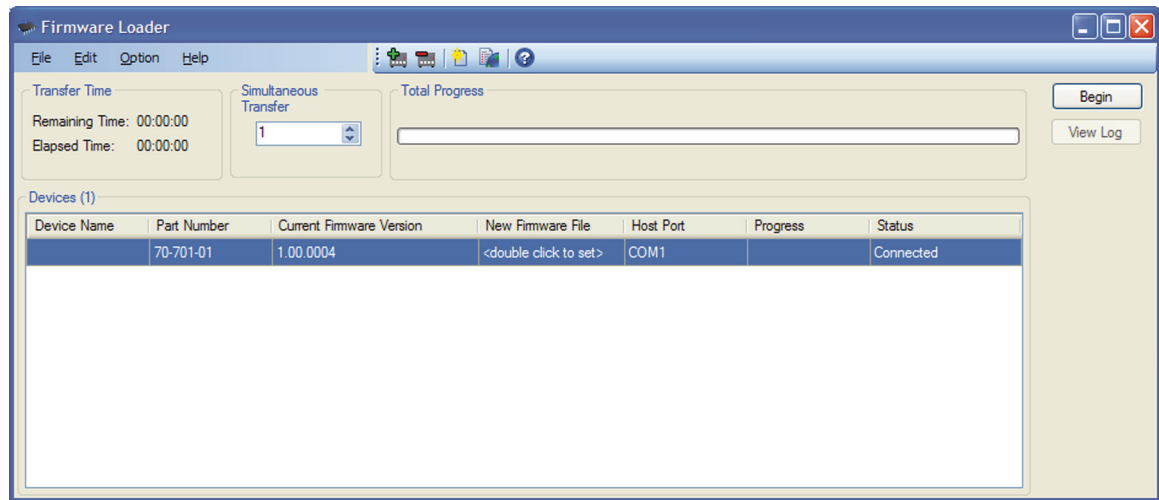 Firmware Loader
File Edit Option Help
Transfer Time
Remaining Time: 00:00:00
Elapsed Time: 00:00:00
Simultaneous
Transfer
1
Total Progress
Begin
View Log
Devices (1)
Device Name Part Number Current Firmware Version New Firmware File Host Port Progress Status
70-701-01 1.00.0004 <double click to set> COM1 Connected